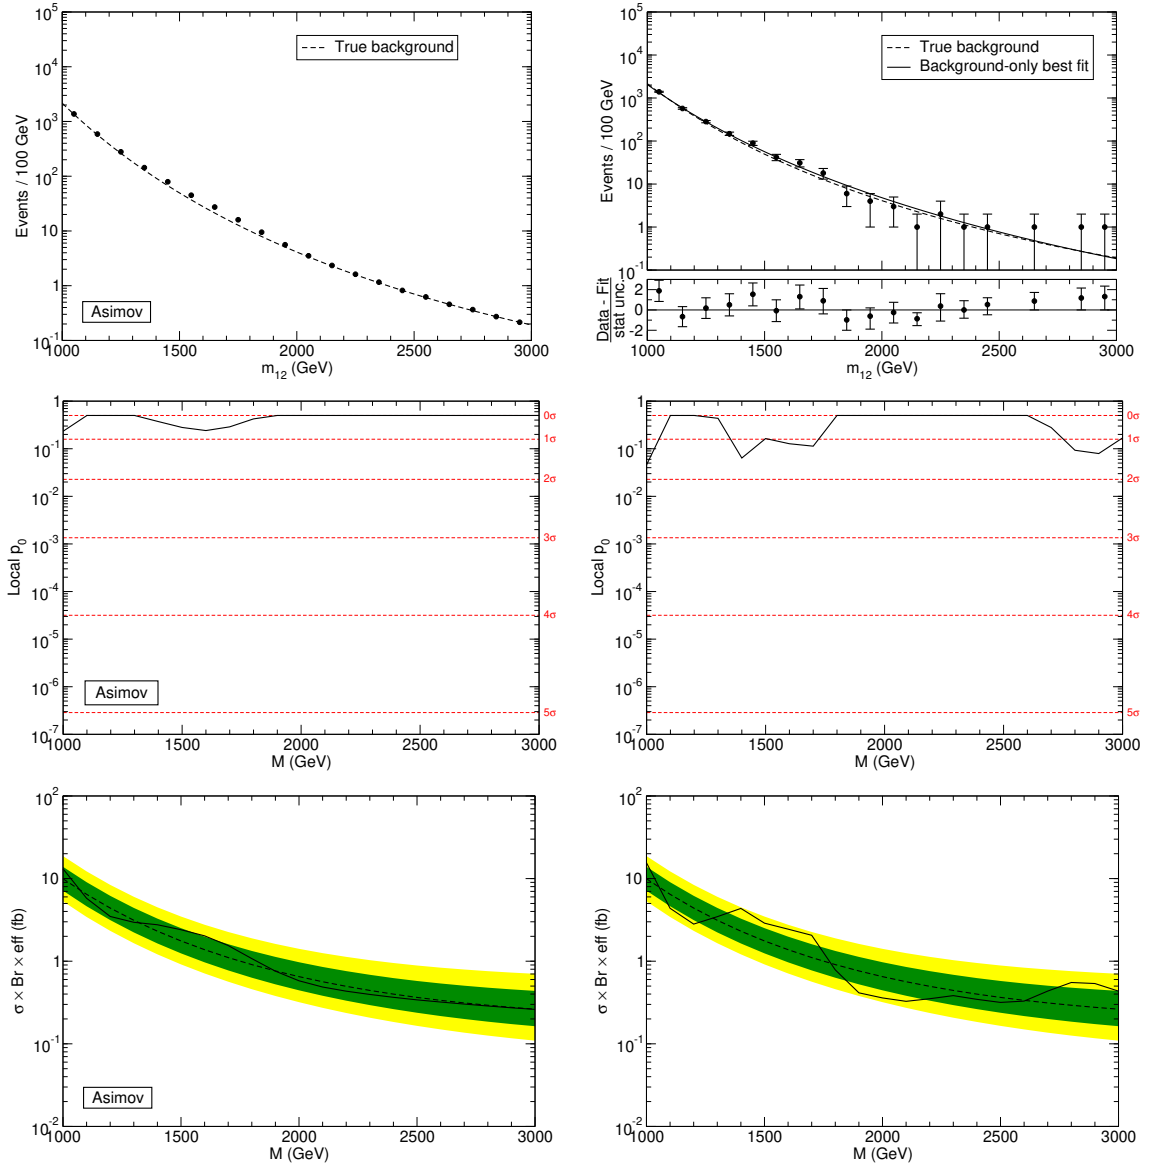 10^5
10^4
10^3
10^2
10
1
10^-1
Events / 100 GeV
True background
Asimov
1000 1500 2000 2500 3000
m_12 (GeV)
10^5
10^4
10^3
10^2
10
1
10^-1
Events / 100 GeV
True background
Background-only best fit
2
0
-2
Data - Fit
stat unc.
1000 1500 2000 2500 3000
m_12 (GeV)
1
10^-1
10^-2
10^-3
10^-4
10^-5
10^-6
10^-7
Local p_0
0σ
1σ
2σ
3σ
4σ
5σ
Asimov
1000 1500 2000 2500 3000
M (GeV)
1
10^-1
10^-2
10^-3
10^-4
10^-5
10^-6
10^-7
Local p_0
0σ
1σ
2σ
3σ
4σ
5σ
1000 1500 2000 2500 3000
M (GeV)
10^2
10
1
10^-1
10^-2
σ × Br × eff (fb)
Asimov
1000 1500 2000 2500 3000
M (GeV)
10^2
10
1
10^-1
10^-2
σ × Br × eff (fb)
1000 1500 2000 2500 3000
M (GeV)